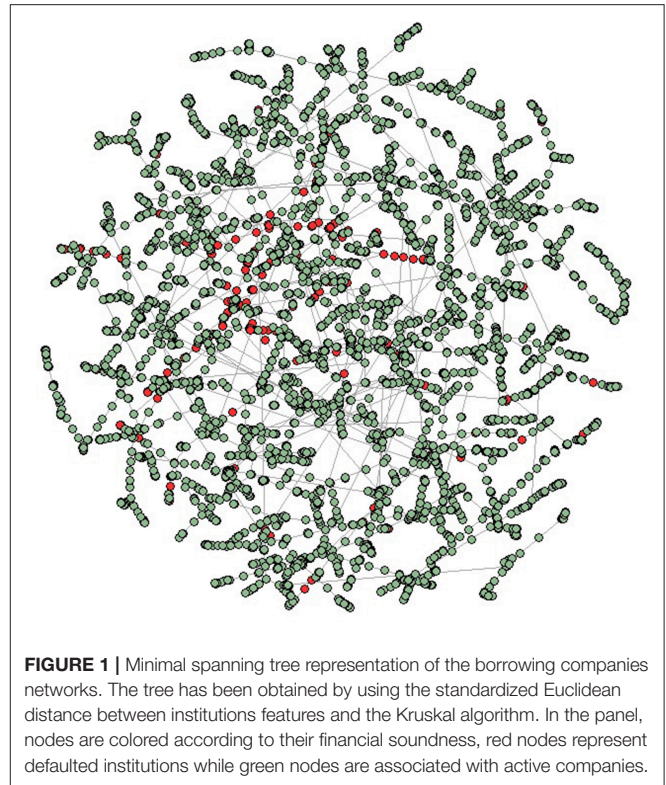 FIGURE 1 | Minimal spanning tree representation of the borrowing companies
networks. The tree has been obtained by using the standardized Euclidean
distance between institutions features and the Kruskal algorithm. In the panel,
nodes are colored according to their financial soundness, red nodes represent
defaulted institutions while green nodes are associated with active companies.